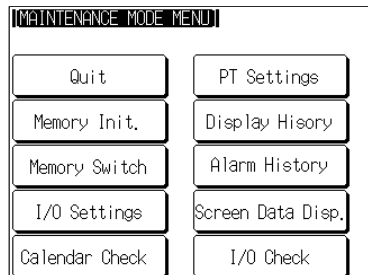 [MAINTENANCE MODE MENU]
Quit
PT Settings
Memory Init.
Display Hisory
Memory Switch
Alarm History
I/O Settings
Screen Data Disp.
Calendar Check
I/O Check